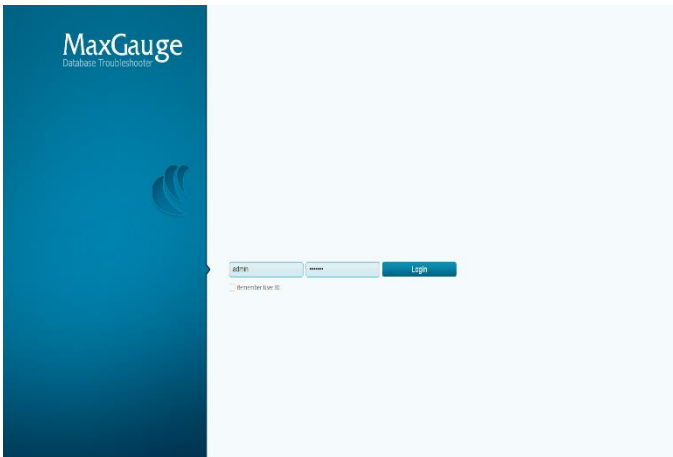 MaxGauge
Database Troubleshooter
admin
•••••••
Login
Remember User ID